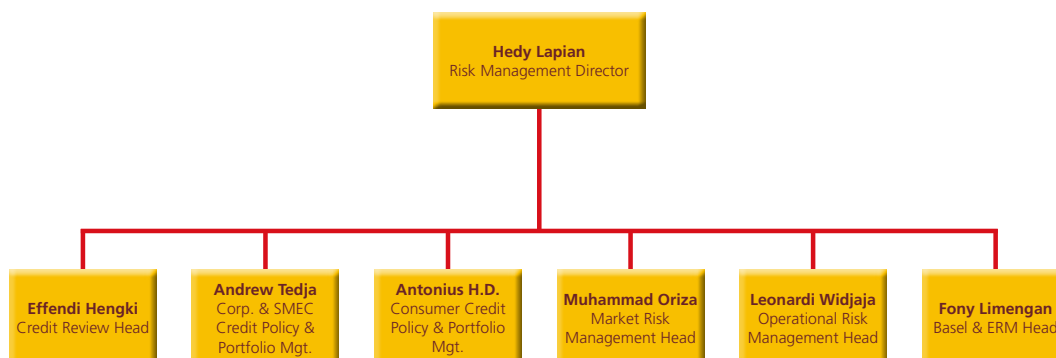 Hedy Lapian
Risk Management Director
Effendi Hengki
Credit Review Head
Andrew Tedja
Corp. & SMEC
Credit Policy &
Portfolio Mgt.
Antonius H.D.
Consumer Credit
Policy & Portfolio
Mgt.
Muhammad Oriza
Market Risk
Management Head
Leonardi Widjaja
Operational Risk
Management Head
Fony Limengan
Basel & ERM Head